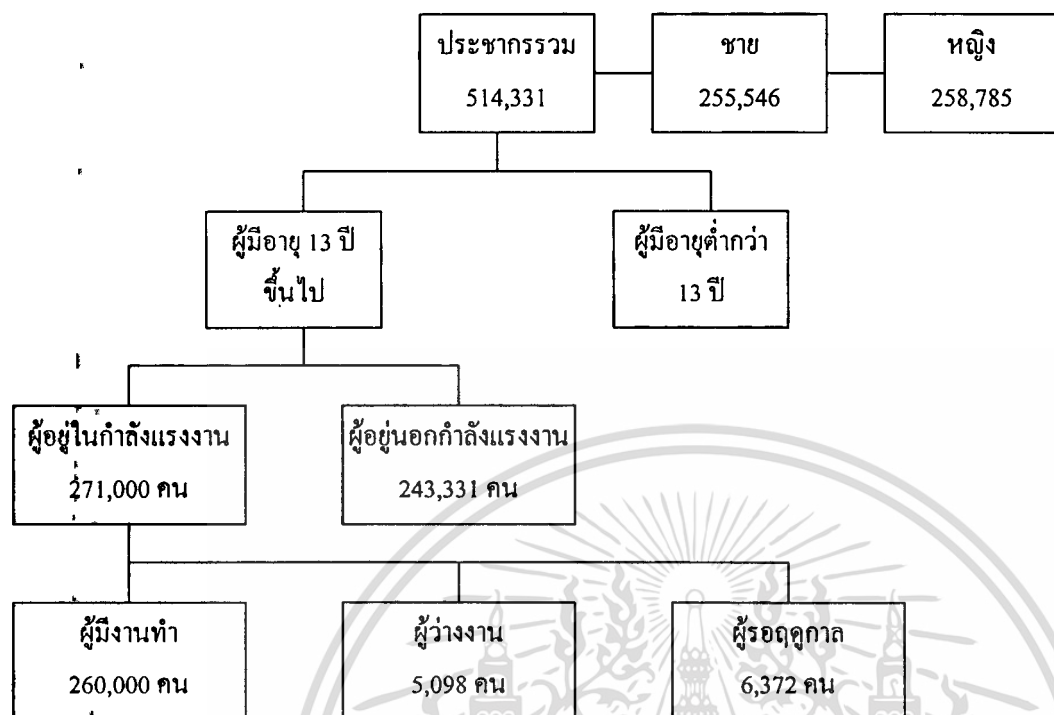 ประชากรรวม
514,331
ชาย
255,546
หญิง
258,785
ผู้มีอายุ 13 ปี
ขึ้นไป
ผู้มีอายุต่ำกว่า
13 ปี
ผู้อยู่ในกำลังแรงงาน
271,000 คน
ผู้อยู่นอกกำลังแรงงาน
243,331 คน
ผู้มีงานทำ
260,000 คน
ผู้ว่างงาน
5,098 คน
ผู้รอฤดูกาล
6,372 คน